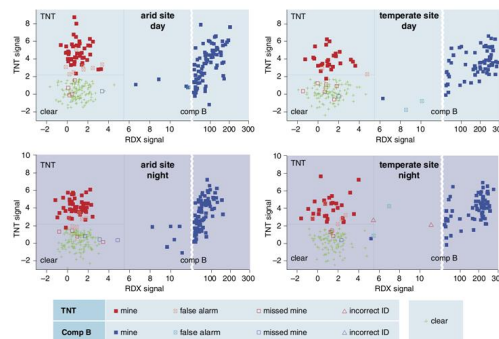 TNT
arid site
day
clear
comp B
10
8
6
4
2
0
−2
TNT signal
−2 0 2 4 6 8 10 0 100 200 300
RDX signal
TNT
temperate site
day
clear
comp B
10
8
6
4
2
0
−2
TNT signal
−2 0 2 4 6 8 10 100 200 300
RDX signal
TNT
arid site
night
clear
comp B
10
8
6
4
2
0
−2
TNT signal
−2 0 2 4 6 8 10 0 100 200 300
RDX signal
TNT
temperate site
night
clear
comp B
10
8
6
4
2
0
−2
TNT signal
−2 0 2 4 6 8 10 100 200 300
RDX signal
TNT mine false alarm missed mine incorrect ID clear
Comp B mine false alarm missed mine incorrect ID